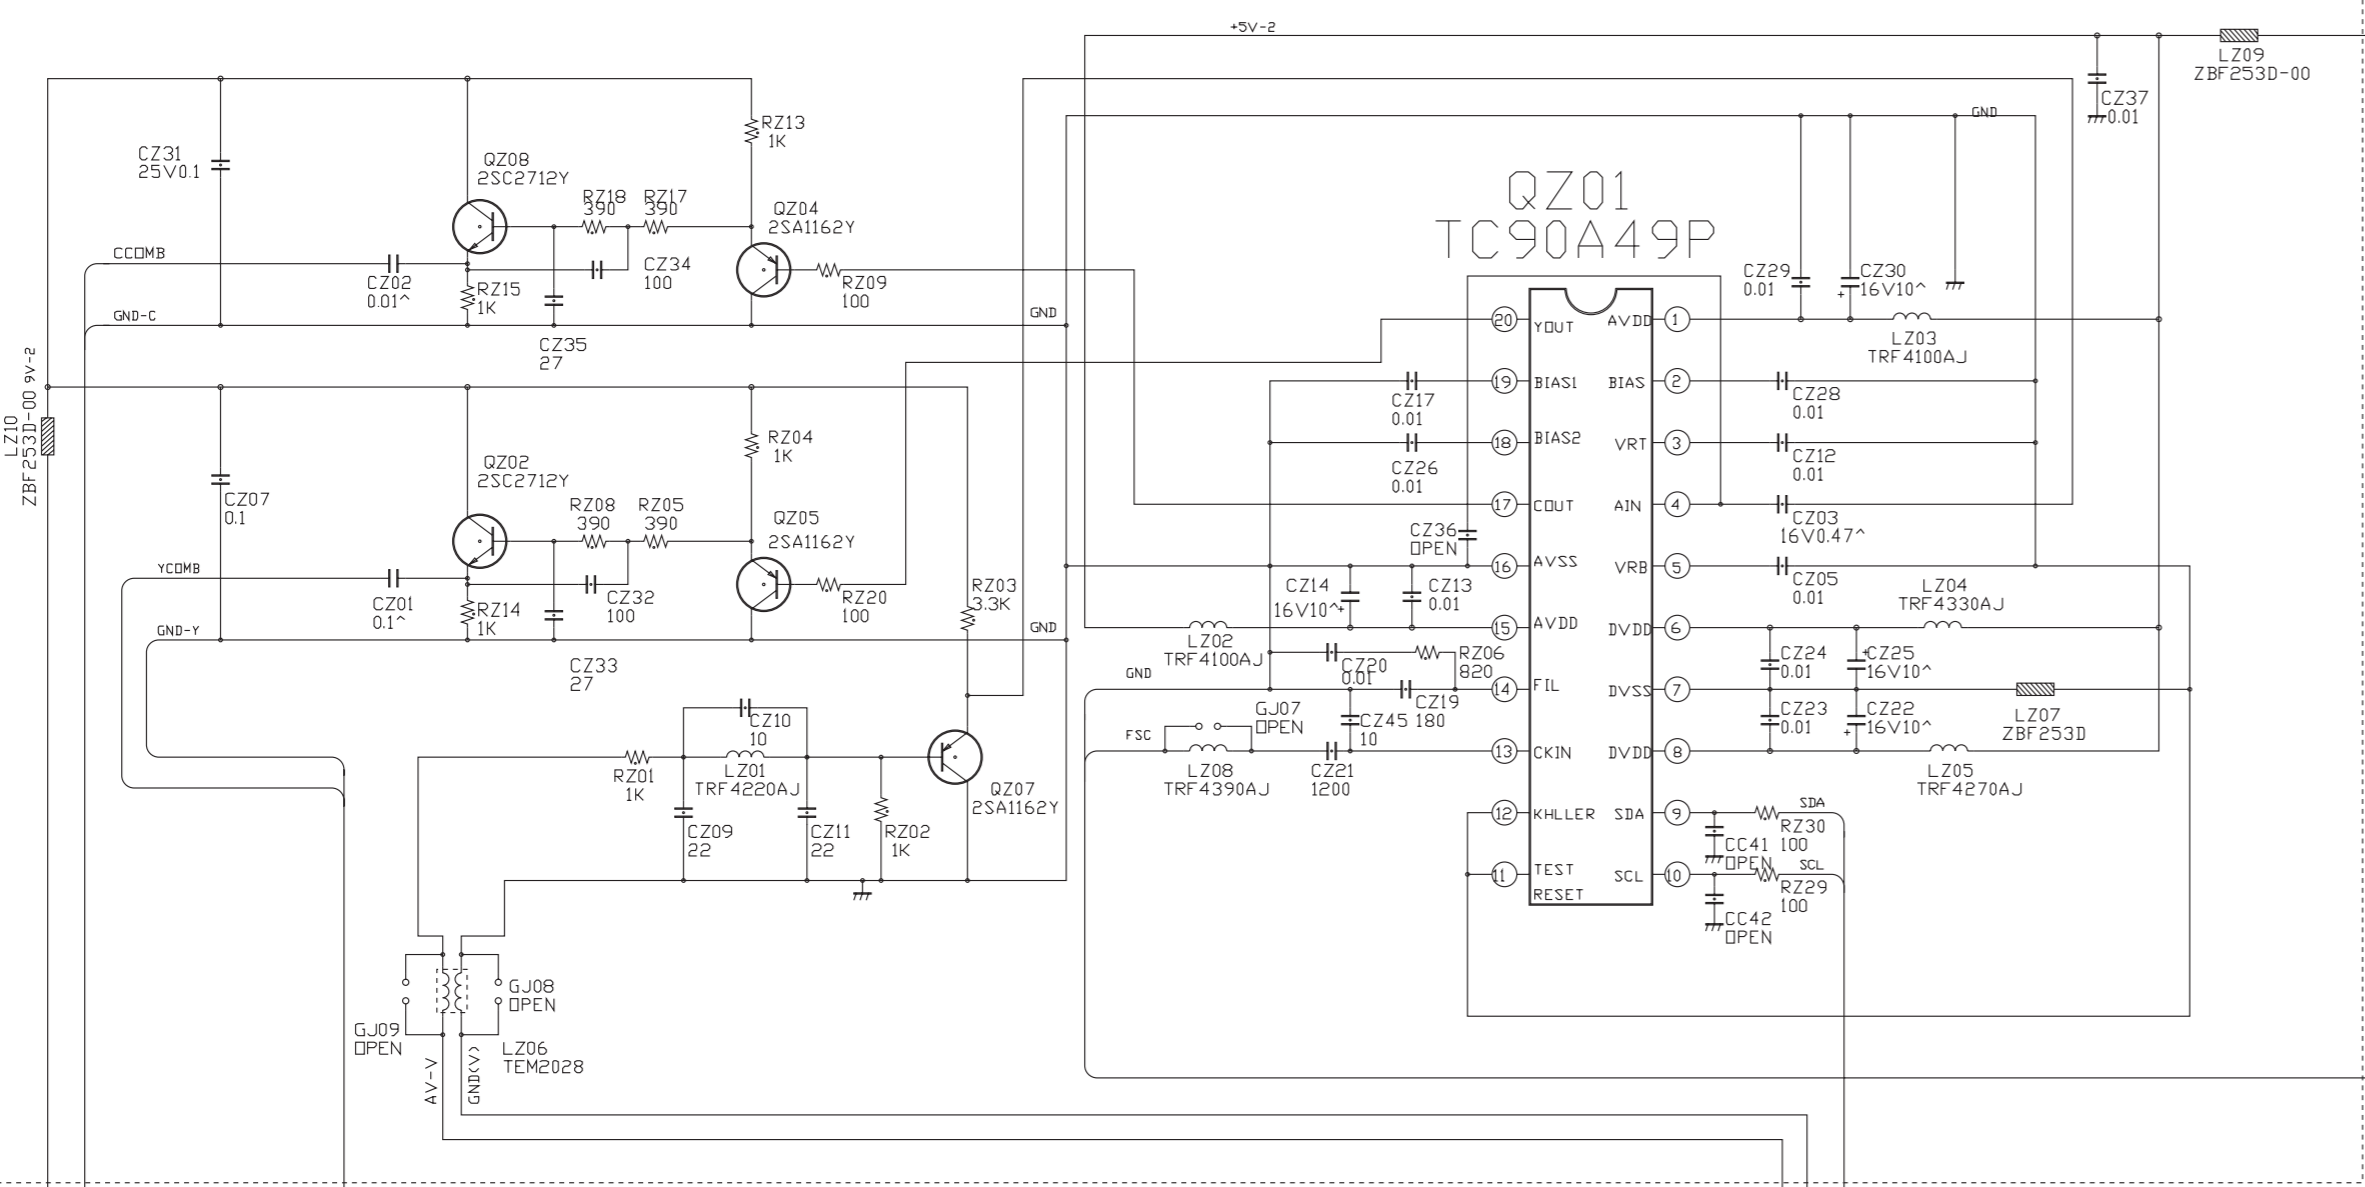 +5V-2
LZ09
ZBF253D-00
CZ37
0.01
GND
RZ13
1K
CZ31
25V0.1
QZ08
2SC2712Y
RZ18
390
RZ17
390
QZ04
2SA1162Y
CCOMB
CZ02
0.01^
RZ15
1K
CZ34
100
RZ09
100
GND-C
GND
CZ35
27
QZ01
TC90A49P
CZ29
0.01
CZ30
+
16V10^
LZ03
TRF4100AJ
20
YOUT
AVDD
1
19
BIAS1
BIAS
2
18
BIAS2
VRT
3
17
COUT
AIN
4
16
AVSS
VRB
5
15
AVDD
DVDD
6
14
FIL
DVSS
7
13
CKIN
DVDD
8
12
KHLLER
SDA
9
11
TEST
SCL
10
RESET
CZ17
0.01
CZ28
0.01
CZ26
0.01
CZ12
0.01
CZ36
OPEN
CZ03
16V0.47^
CZ14
16V10^+
CZ13
0.01
CZ05
0.01
LZ04
TRF4330AJ
LZ02
TRF4100AJ
CZ20
0.01
RZ06
820
CZ24
0.01
+
CZ25
16V10^
GND
CZ19
180
CZ45
10
GJ07
OPEN
CZ23
0.01
CZ22
+
16V10^
LZ07
ZBF253D
FSC
LZ08
TRF4390AJ
CZ21
1200
LZ05
TRF4270AJ
SDA
RZ30
100
CC41
OPEN
SCL
RZ29
100
CC42
OPEN
LZ10
ZBF253D-00
9V-2
RZ04
1K
CZ07
0.1
QZ02
2SC2712Y
RZ08
390
RZ05
390
QZ05
2SA1162Y
YCOMB
CZ01
0.1^
RZ14
1K
CZ32
100
RZ20
100
RZ03
3.3K
GND-Y
GND
CZ33
27
CZ10
10
RZ01
1K
LZ01
TRF4220AJ
QZ07
2SA1162Y
CZ09
22
CZ11
22
RZ02
1K
GJ08
OPEN
GJ09
OPEN
LZ06
TEM2028
AV-V
GND(V)